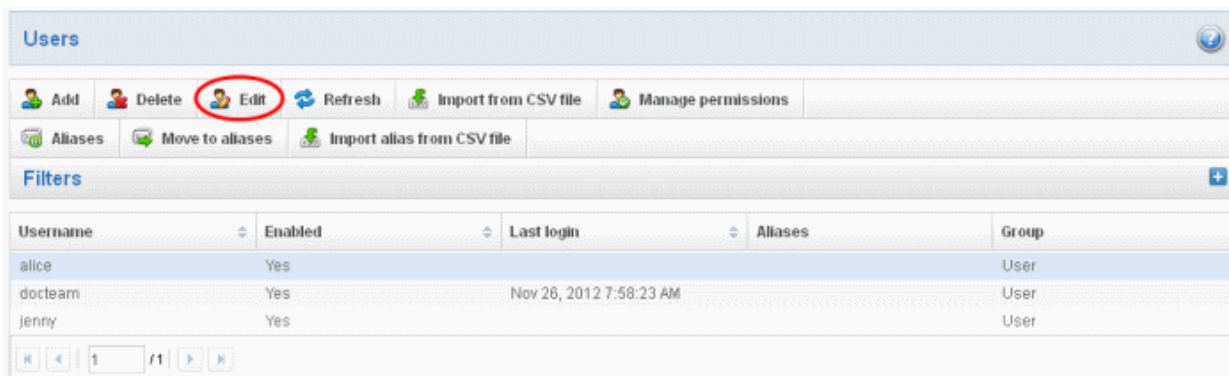 Users
Add Delete Edit Refresh Import from CSV file Manage permissions
Aliases Move to aliases Import alias from CSV file
Filters
Username Enabled Last login Aliases Group
alice Yes User
docteam Yes Nov 26, 2012 7:58:23 AM User
jenny Yes User
1 /1